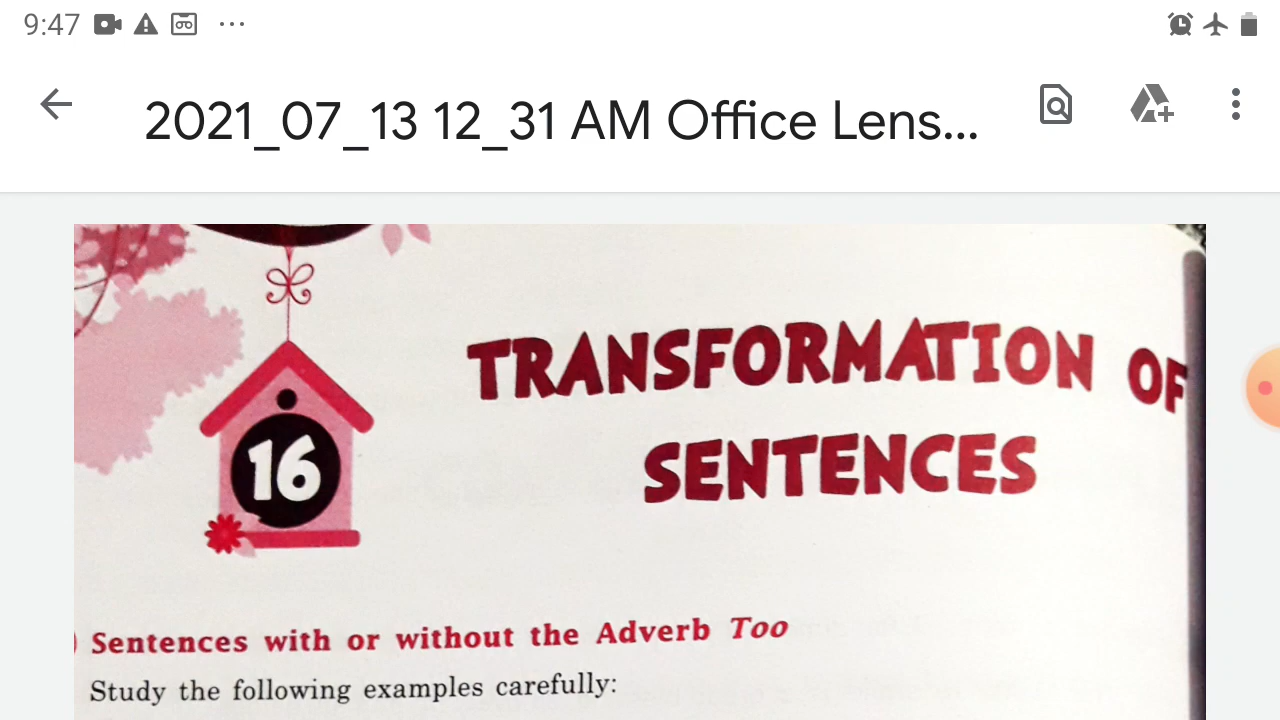 9:47
2021_07_13 12_31 AM Office Lens...
TRANSFORMATION OF
SENTENCES
16
Sentences with or without the Adverb Too
Study the following examples carefully: